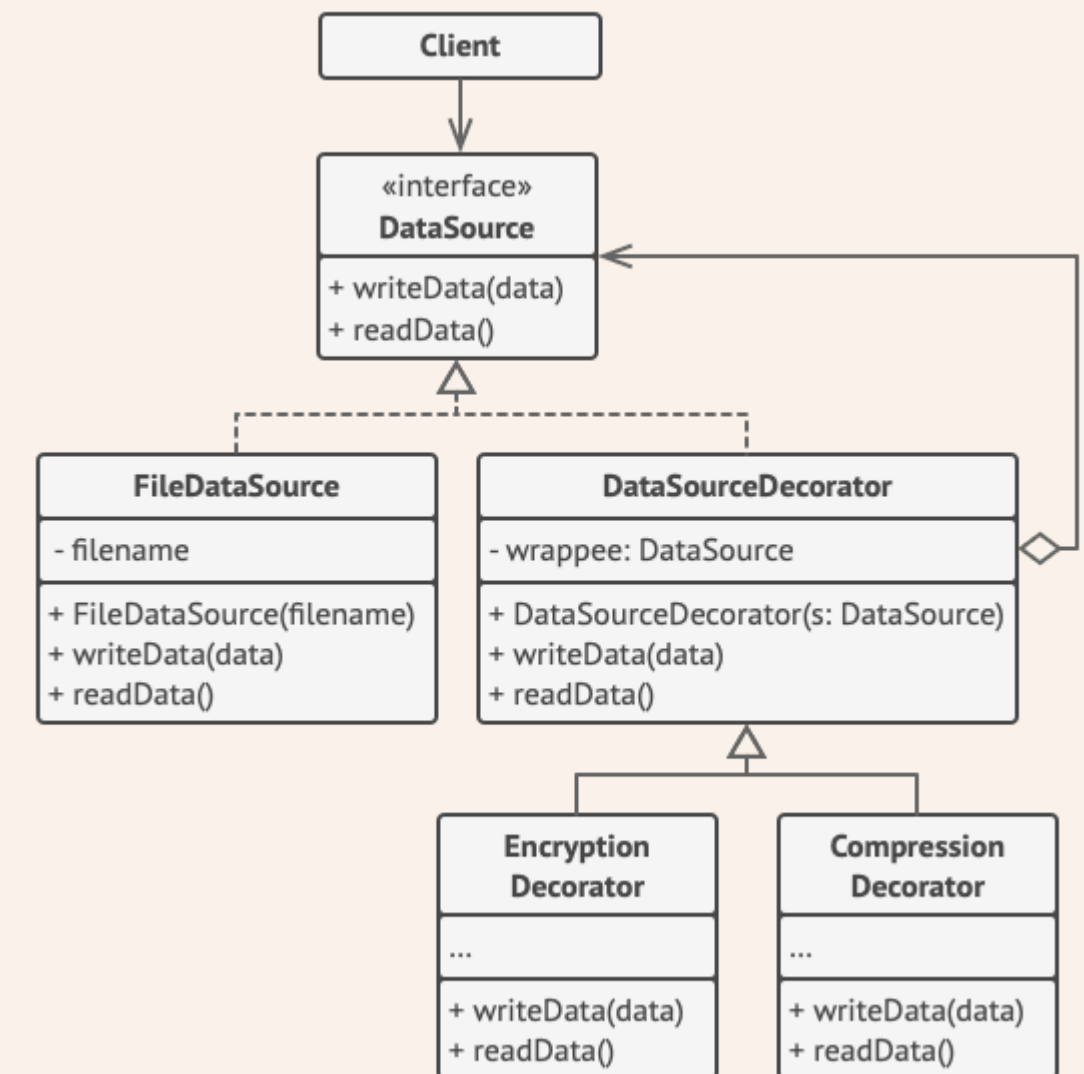 Client
«interface»
DataSource
+ writeData(data)
+ readData()
FileDataSource
- filename
+ FileDataSource(filename)
+ writeData(data)
+ readData()
DataSourceDecorator
- wrappee: DataSource
+ DataSourceDecorator(s: DataSource)
+ writeData(data)
+ readData()
Encryption
Decorator
...
+ writeData(data)
+ readData()
Compression
Decorator
...
+ writeData(data)
+ readData()